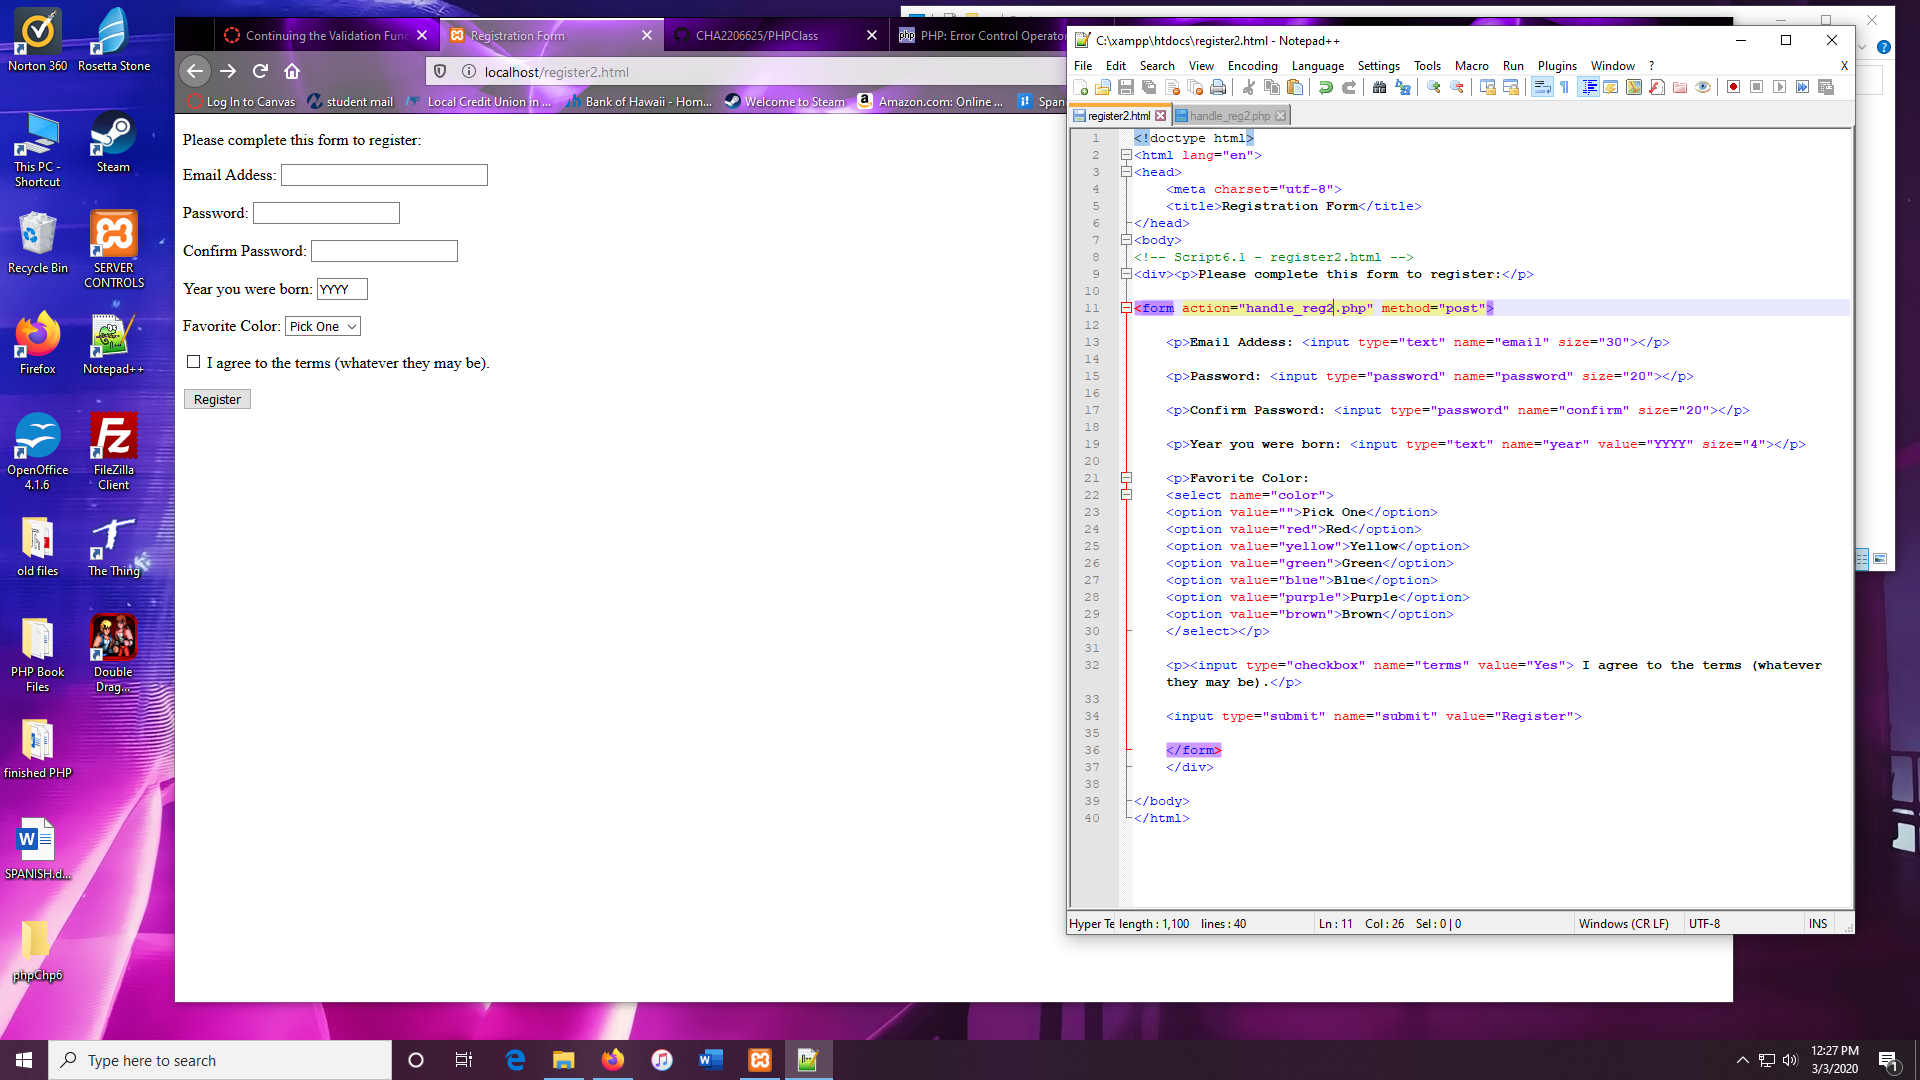 Norton 360
Rosetta Stone
This PC -
Shortcut
Steam
Recycle Bin
SERVER
CONTROLS
Firefox
Notepad++
OpenOffice
4.1.6
FileZilla
Client
old files
The Thing
PHP Book
Files
Double
Drag...
finished PHP
SPANISH.d...
phpChp6
Continuing the Validation Fun
Registration Form
CHA2206625/PHPClass
php PHP: Error Control Operator
localhost/register2.html
Log In to Canvas
student mail
Local Credit Union in ...
Bank of Hawaii - Hom...
Welcome to Steam
Amazon.com: Online ...
Span
Please complete this form to register:
Email Addess:
Password:
Confirm Password:
Year you were born: YYYY
Favorite Color: Pick One
I agree to the terms (whatever they may be).
Register
C:\xampp\htdocs\register2.html - Notepad++
File Edit Search View Encoding Language Settings Tools Macro Run Plugins Window ? X
register2.html
handle_reg2.php
1 <!doctype html>
2 <html lang="en">
3 <head>
4 <meta charset="utf-8">
5 <title>Registration Form</title>
6 </head>
7 <body>
8 <!-- Script6.1 - register2.html -->
9 <div><p>Please complete this form to register:</p>
10
11 <form action="handle_reg2.php" method="post">
12
13 <p>Email Addess: <input type="text" name="email" size="30"></p>
14
15 <p>Password: <input type="password" name="password" size="20"></p>
16
17 <p>Confirm Password: <input type="password" name="confirm" size="20"></p>
18
19 <p>Year you were born: <input type="text" name="year" value="YYYY" size="4"></p>
20
21 <p>Favorite Color:
22 <select name="color">
23 <option value="">Pick One</option>
24 <option value="red">Red</option>
25 <option value="yellow">Yellow</option>
26 <option value="green">Green</option>
27 <option value="blue">Blue</option>
28 <option value="purple">Purple</option>
29 <option value="brown">Brown</option>
30 </select></p>
31
32 <p><input type="checkbox" name="terms" value="Yes"> I agree to the terms (whatever
they may be).</p>
33
34 <input type="submit" name="submit" value="Register">
35
36 </form>
37 </div>
38
39 </body>
40 </html>
Hyper Te length : 1,100 lines : 40 Ln : 11 Col : 26 Sel : 0 | 0 Windows (CR LF) UTF-8 INS
Type here to search
12:27 PM
3/3/2020
1